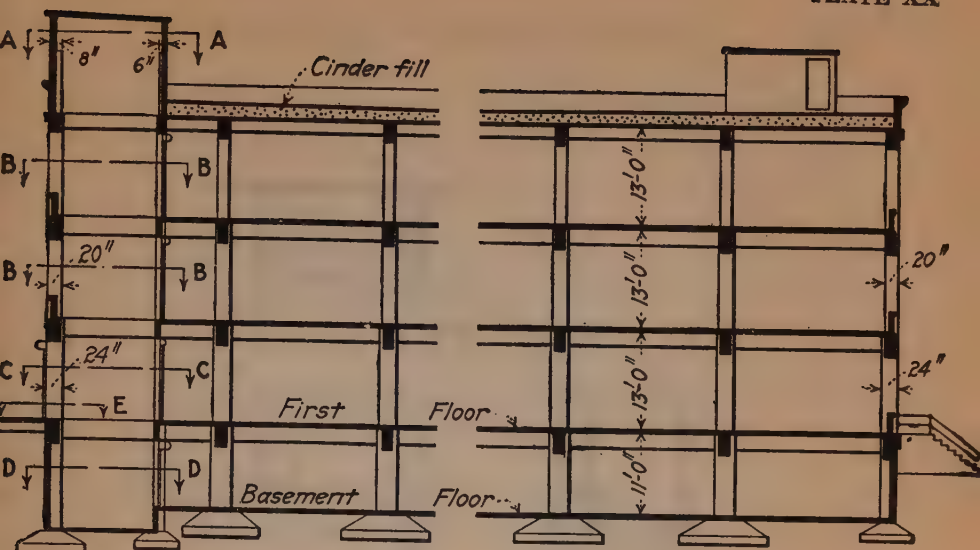 PLATE XX
A A
8" 6"
Cinder fill
B B
13'-0"
20" B B 13'-0" 20"
24" C C 13'-0" 24"
E First Floor
D D 11'-0"
Basement Floor